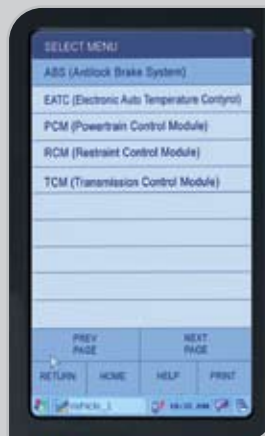 SELECT MENU
ABS (Antilock Brake System)
EATC (Electronic Auto Temperature Contyrol)
PCM (Powertrain Control Module)
RCM (Restraint Control Module)
TCM (Transmission Control Module)
PREV PAGE
NEXT PAGE
RETURN
HOME
HELP
PRINT